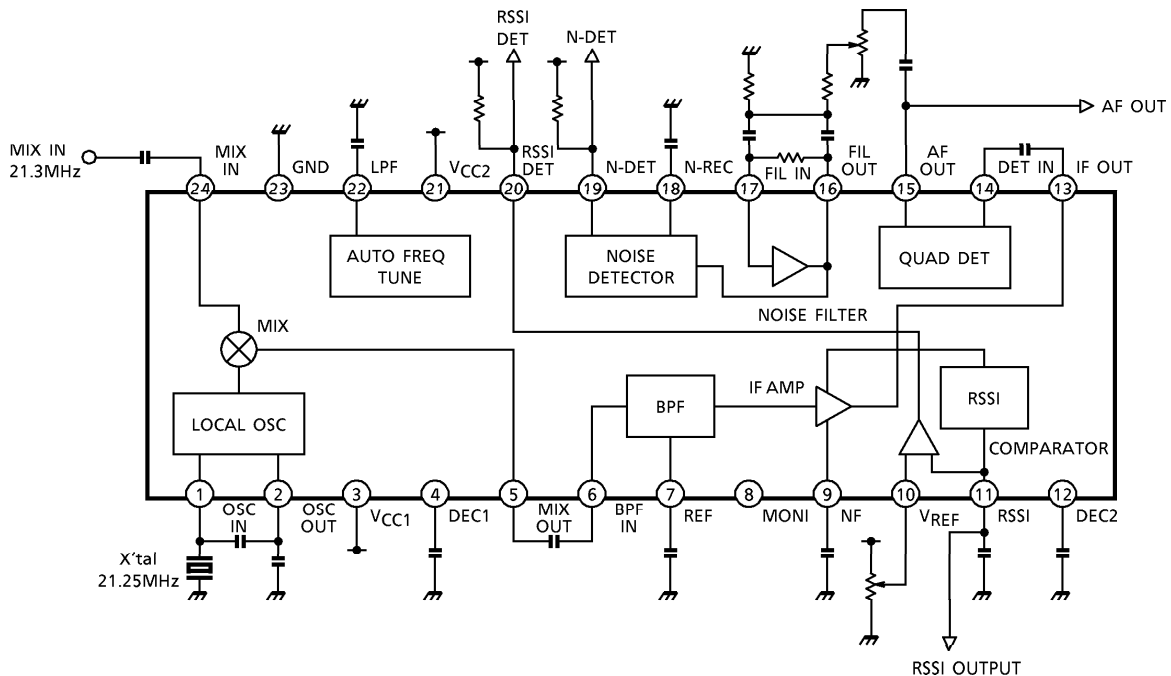 RSSI
DET
N-DET
AF OUT
MIX IN
21.3MHz
MIX
IN
GND
LPF
VCC2
RSSI
DET
N-DET
N-REC
FIL IN
FIL
OUT
AF
OUT
DET IN
IF OUT
24
23
22
21
20
19
18
17
16
15
14
13
AUTO FREQ
TUNE
NOISE
DETECTOR
QUAD DET
NOISE FILTER
MIX
LOCAL OSC
BPF
IF AMP
RSSI
COMPARATOR
1
2
3
4
5
6
7
8
9
10
11
12
OSC
IN
OSC
OUT
VCC1
DEC1
MIX
OUT
BPF
IN
REF
MONI
NF
VREF
RSSI
DEC2
X'tal
21.25MHz
RSSI OUTPUT